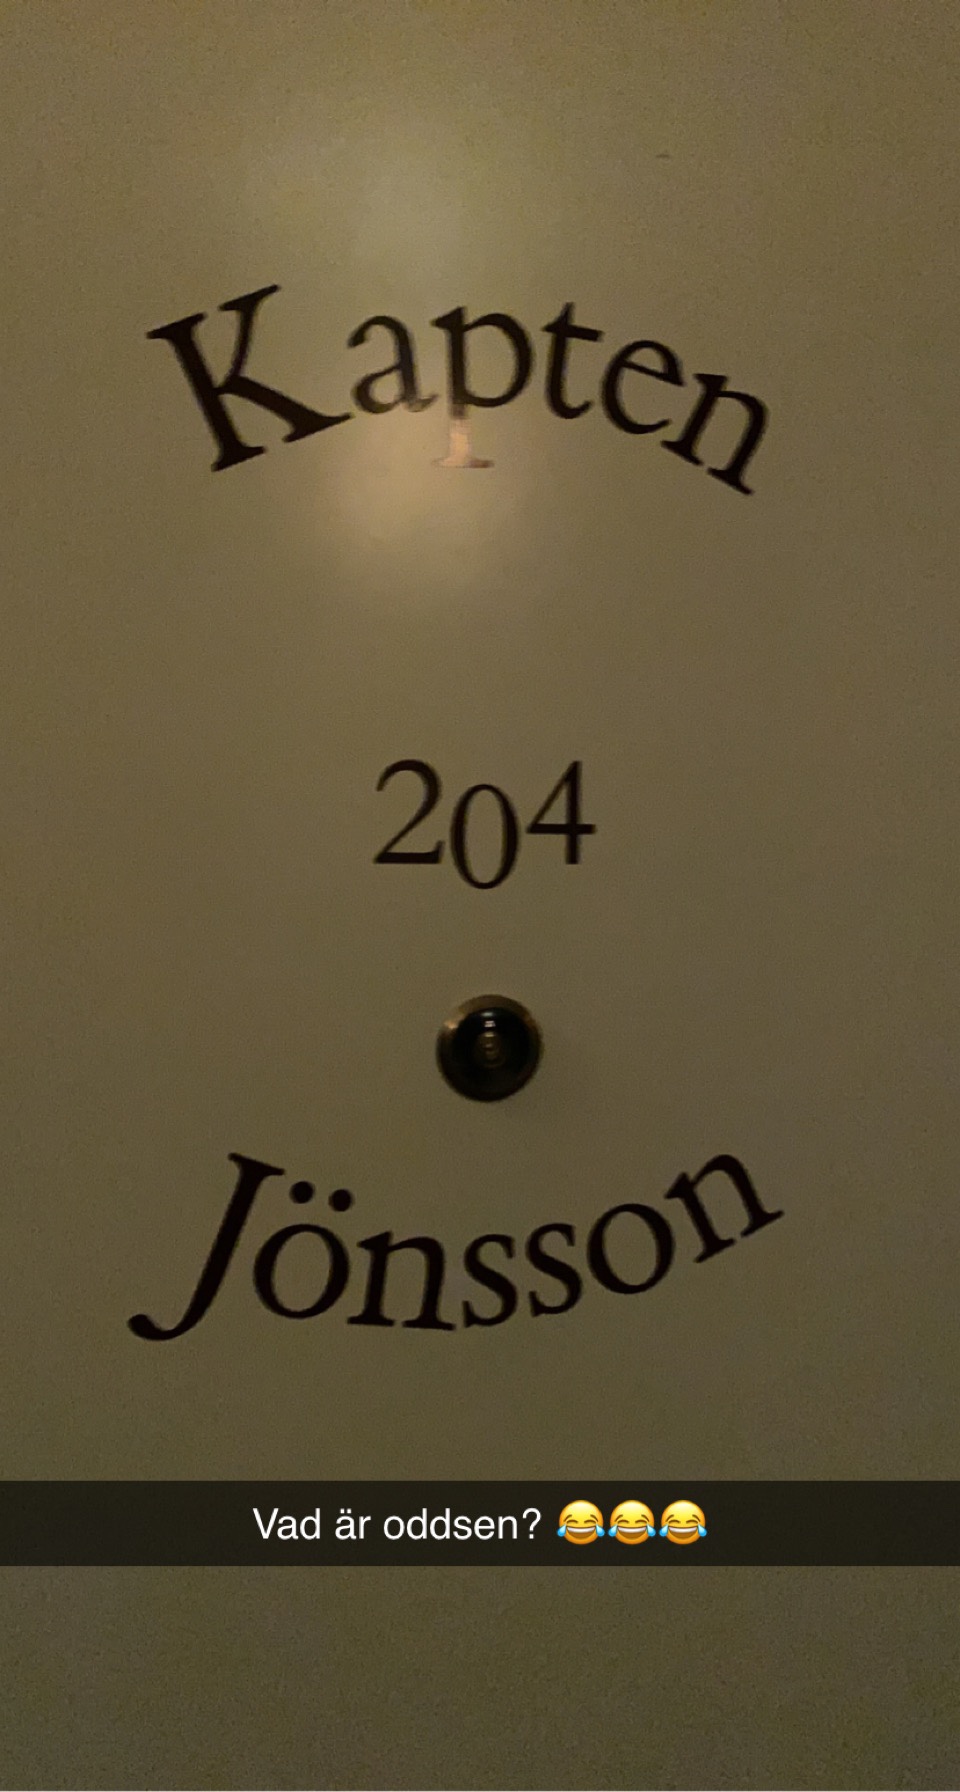 Kapten
204
Jönsson
Vad är oddsen? 😂😂😂